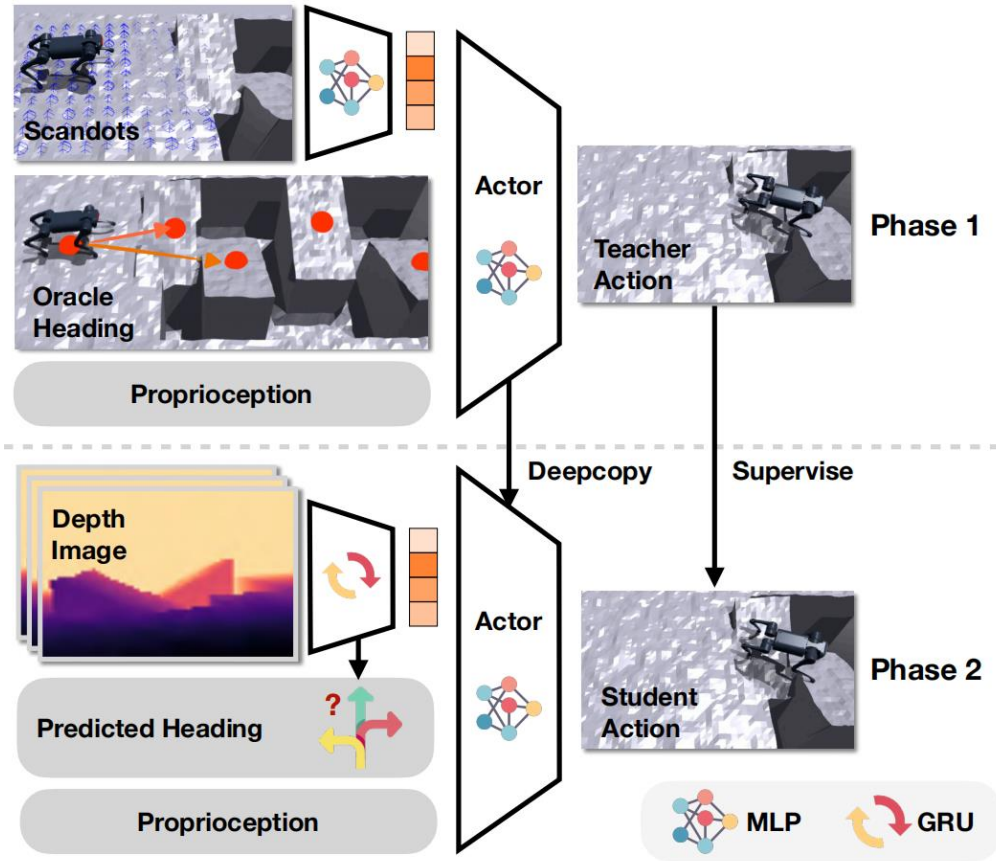 Scandots
Actor
Oracle
Heading
Teacher
Action
Phase 1
Proprioception
Deepcopy
Supervise
Depth
Image
Actor
Predicted Heading
?
Student
Action
Phase 2
Proprioception
MLP
GRU